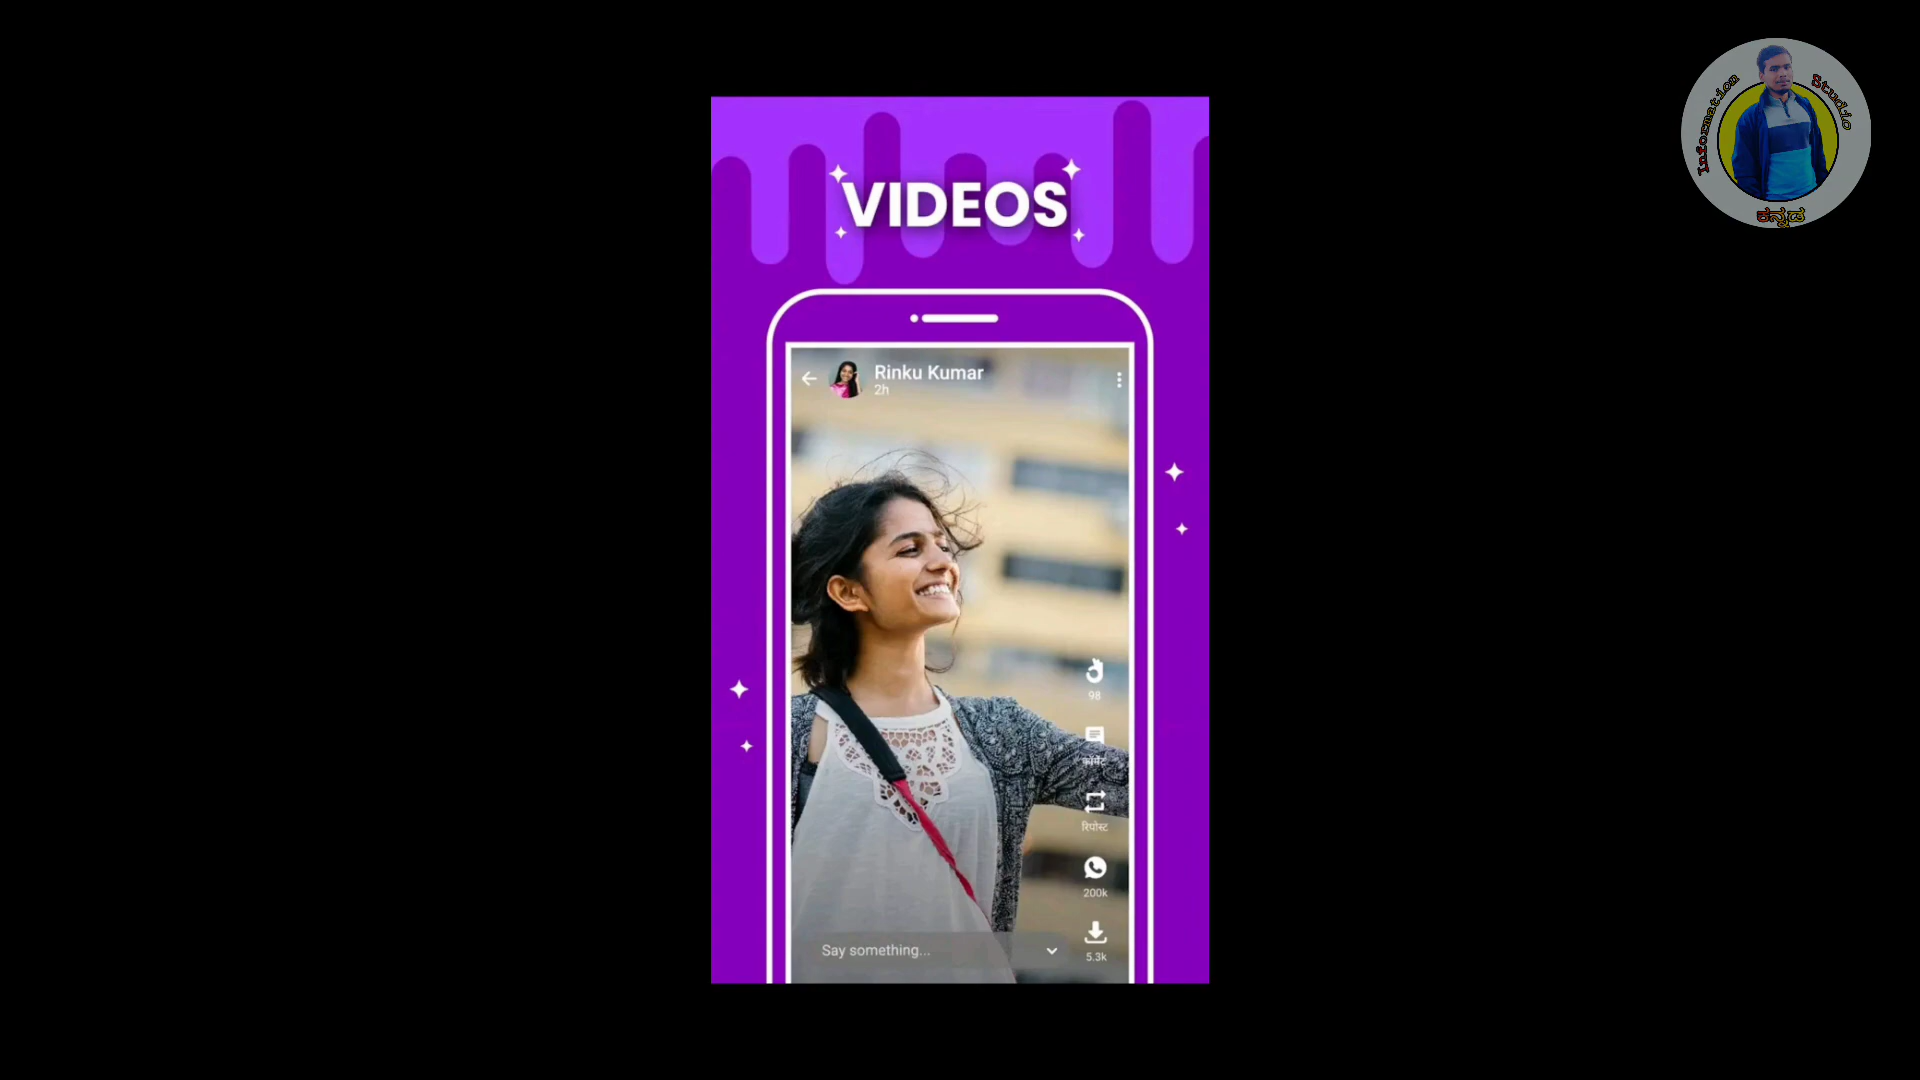 Information Studio
ಕನ್ನಡ
VIDEOS
Rinku Kumar
2h
98
कॉमेंट
रिपोस्ट
200k
Say something...
5.3k